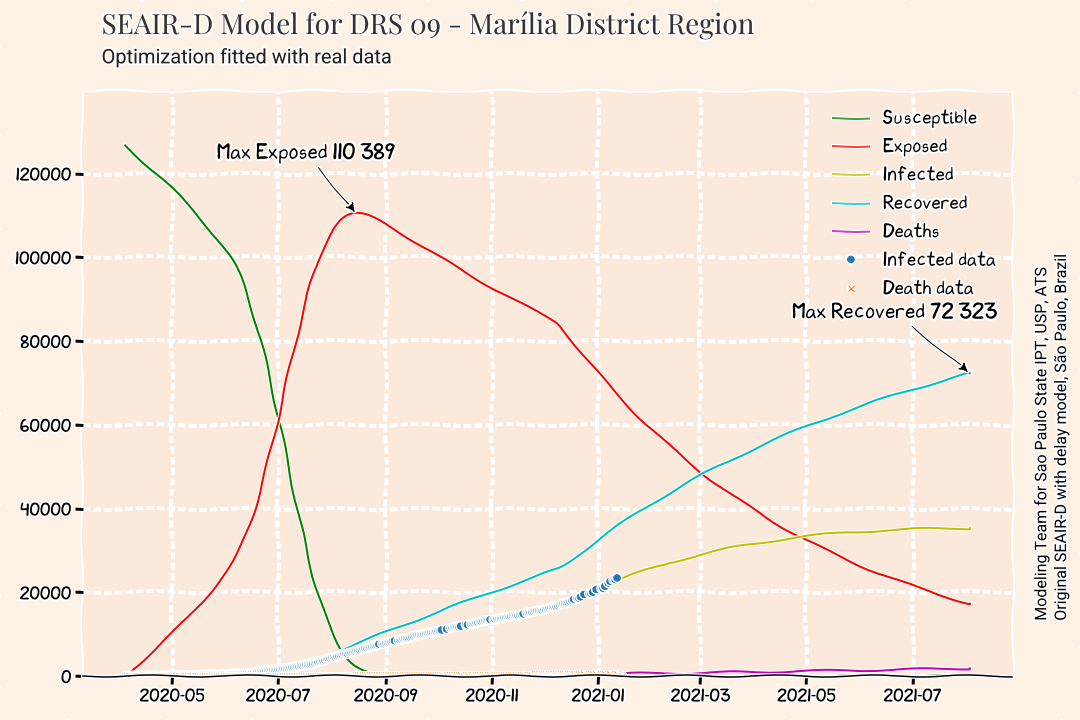 SEAIR-D Model for DRS 09 - Marília District Region
Optimization fitted with real data
Max Exposed 110 389
Susceptible
Exposed
Infected
Recovered
Deaths
Infected data
Death data
Max Recovered 72 323
120000
100000
80000
60000
40000
20000
0
2020-05
2020-07
2020-09
2020-11
2021-01
2021-03
2021-05
2021-07
Modeling Team for Sao Paulo State IPT, USP, ATS
Original SEAIR-D with delay model, São Paulo, Brazil